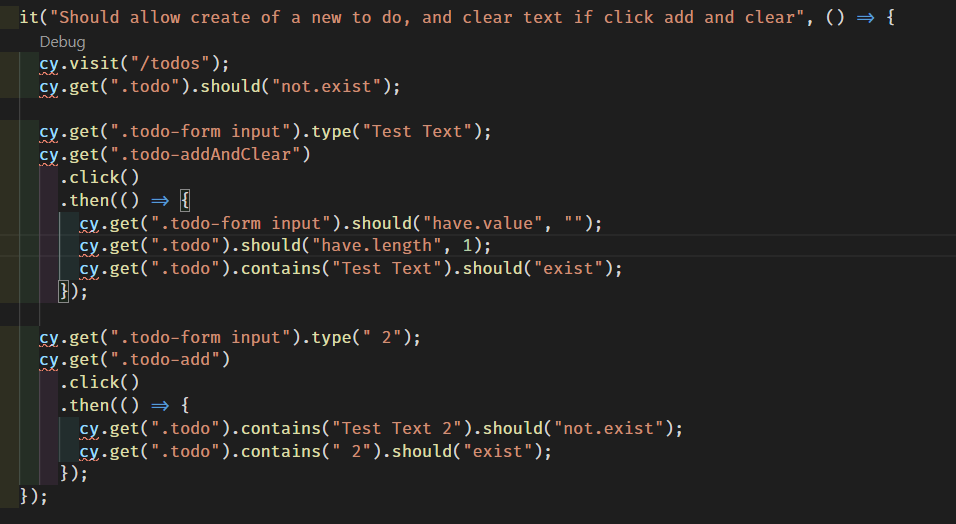 it("Should allow create of a new to do, and clear text if click add and clear", () => {
Debug
cy.visit("/todos");
cy.get(".todo").should("not.exist");
cy.get(".todo-form input").type("Test Text");
cy.get(".todo-addAndClear")
.click()
.then(() => {
cy.get(".todo-form input").should("have.value", "");
cy.get(".todo").should("have.length", 1);
cy.get(".todo").contains("Test Text").should("exist");
});
cy.get(".todo-form input").type(" 2");
cy.get(".todo-add")
.click()
.then(() => {
cy.get(".todo").contains("Test Text 2").should("not.exist");
cy.get(".todo").contains(" 2").should("exist");
});
});